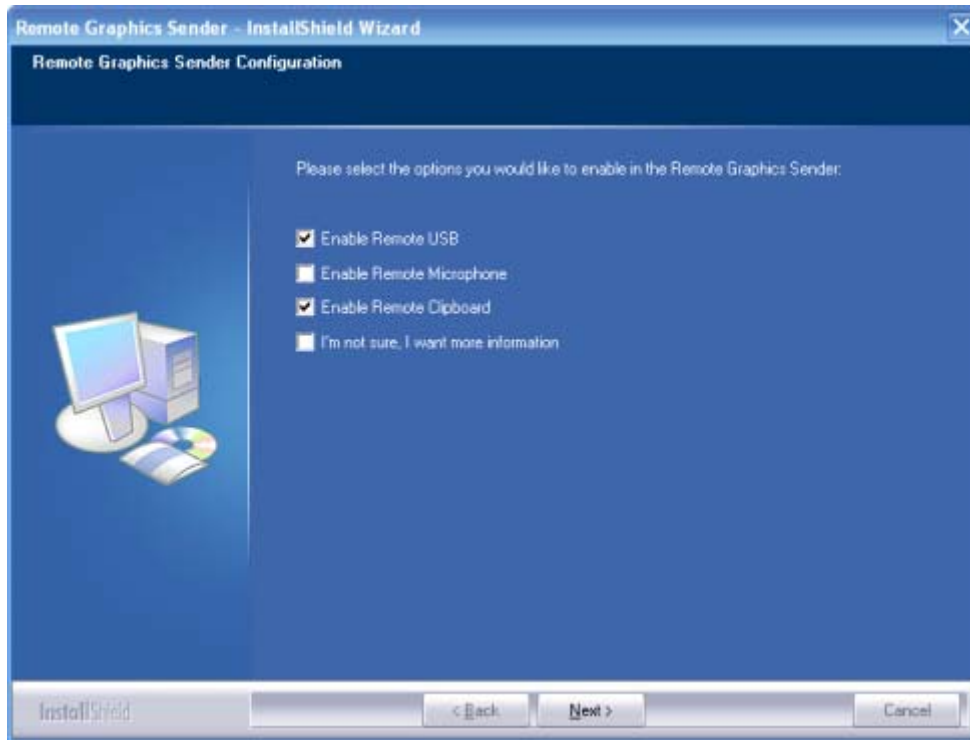 Remote Graphics Sender - InstallShield Wizard
Remote Graphics Sender Configuration
Please select the options you would like to enable in the Remote Graphics Sender:
Enable Remote USB
Enable Remote Microphone
Enable Remote Clipboard
I'm not sure, I want more information
InstallShield
< Back
Next >
Cancel